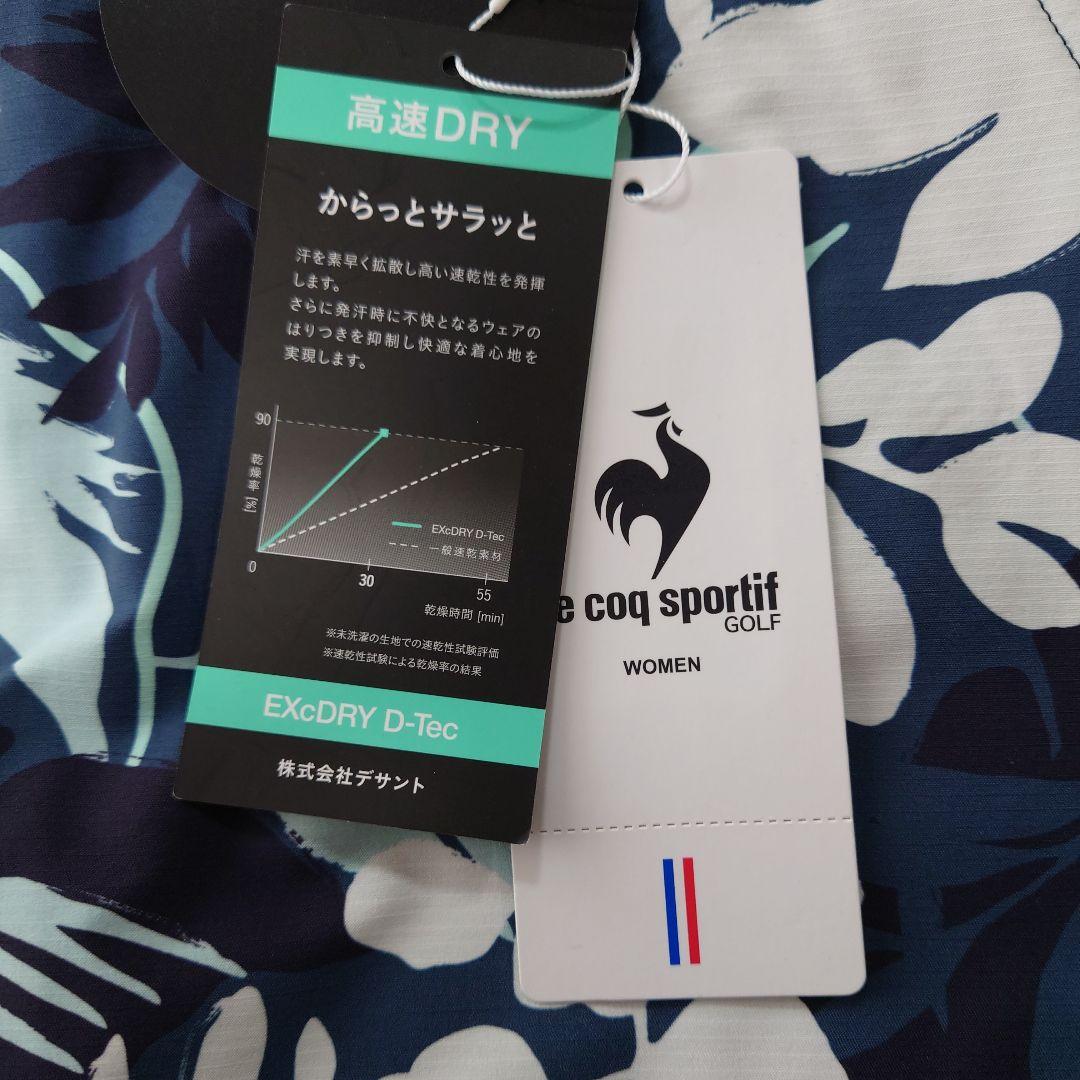 高速DRY
からっとサラッと
汗を素早く拡散し高い速乾性を発揮
します。
さらに発汗時に不快となるウェアの
はりつきを抑制し快適な着心地を
実現します。
90
乾燥率 [%]
EXcDRY D-Tec
一般速乾素材
0
30
55
乾燥時間 [min]
※未洗濯の生地での速乾性試験評価
※速乾性試験による乾燥率の結果
EXcDRY D-Tec
株式会社デサント
e coq sportif
GOLF
WOMEN